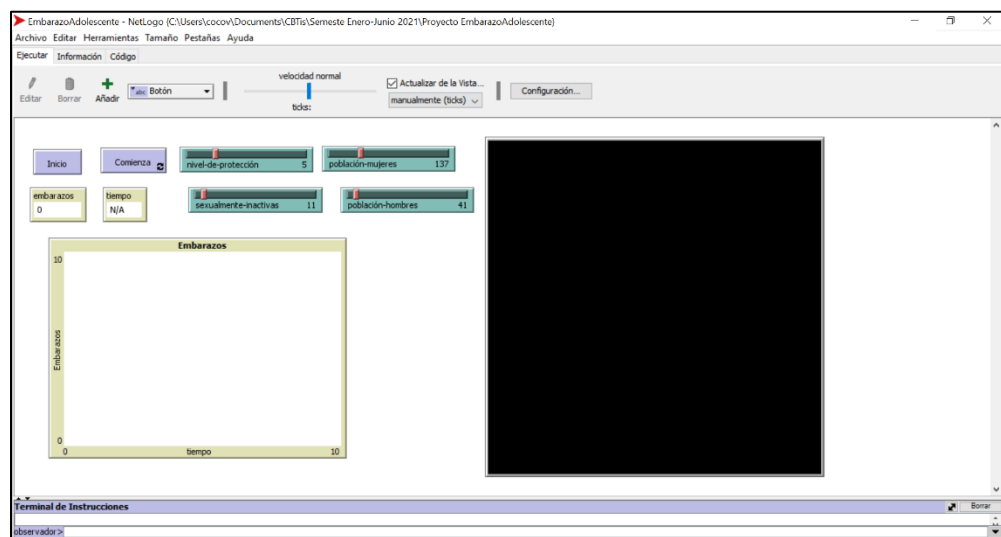 EmbarazoAdolescente - NetLogo {C:\Users\cocov\Documents\CBTis\Semeste Enero-Junio 2021\Proyecto EmbarazoAdolescente}
Archivo Editar Herramientas Tamaño Pestañas Ayuda
Ejecutar Información Código
Editar Borrar Añadir abc Botón velocidad normal ticks: Actualizar de la Vista... manualmente (ticks) Configuración...
Inicio Comienza nivel-de-protección 5 población-mujeres 137
embarazos 0 tiempo N/A sexualmente-inactivas 11 población-hombres 41
Embarazos
10
Embarazos
0
0 tiempo 10
Terminal de Instrucciones Borrar
observador>